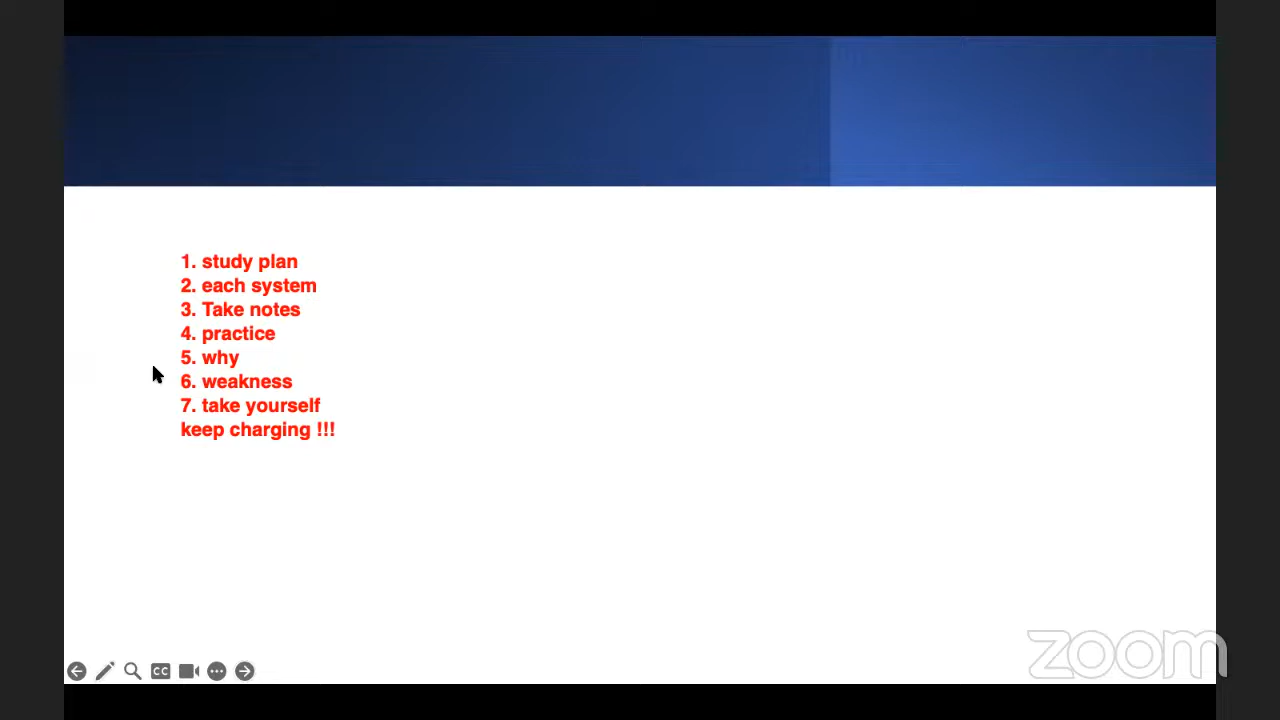 1. study plan
2. each system
3. Take notes
4. practice
5. why
6. weakness
7. take yourself
keep charging !!!
CC
zoom